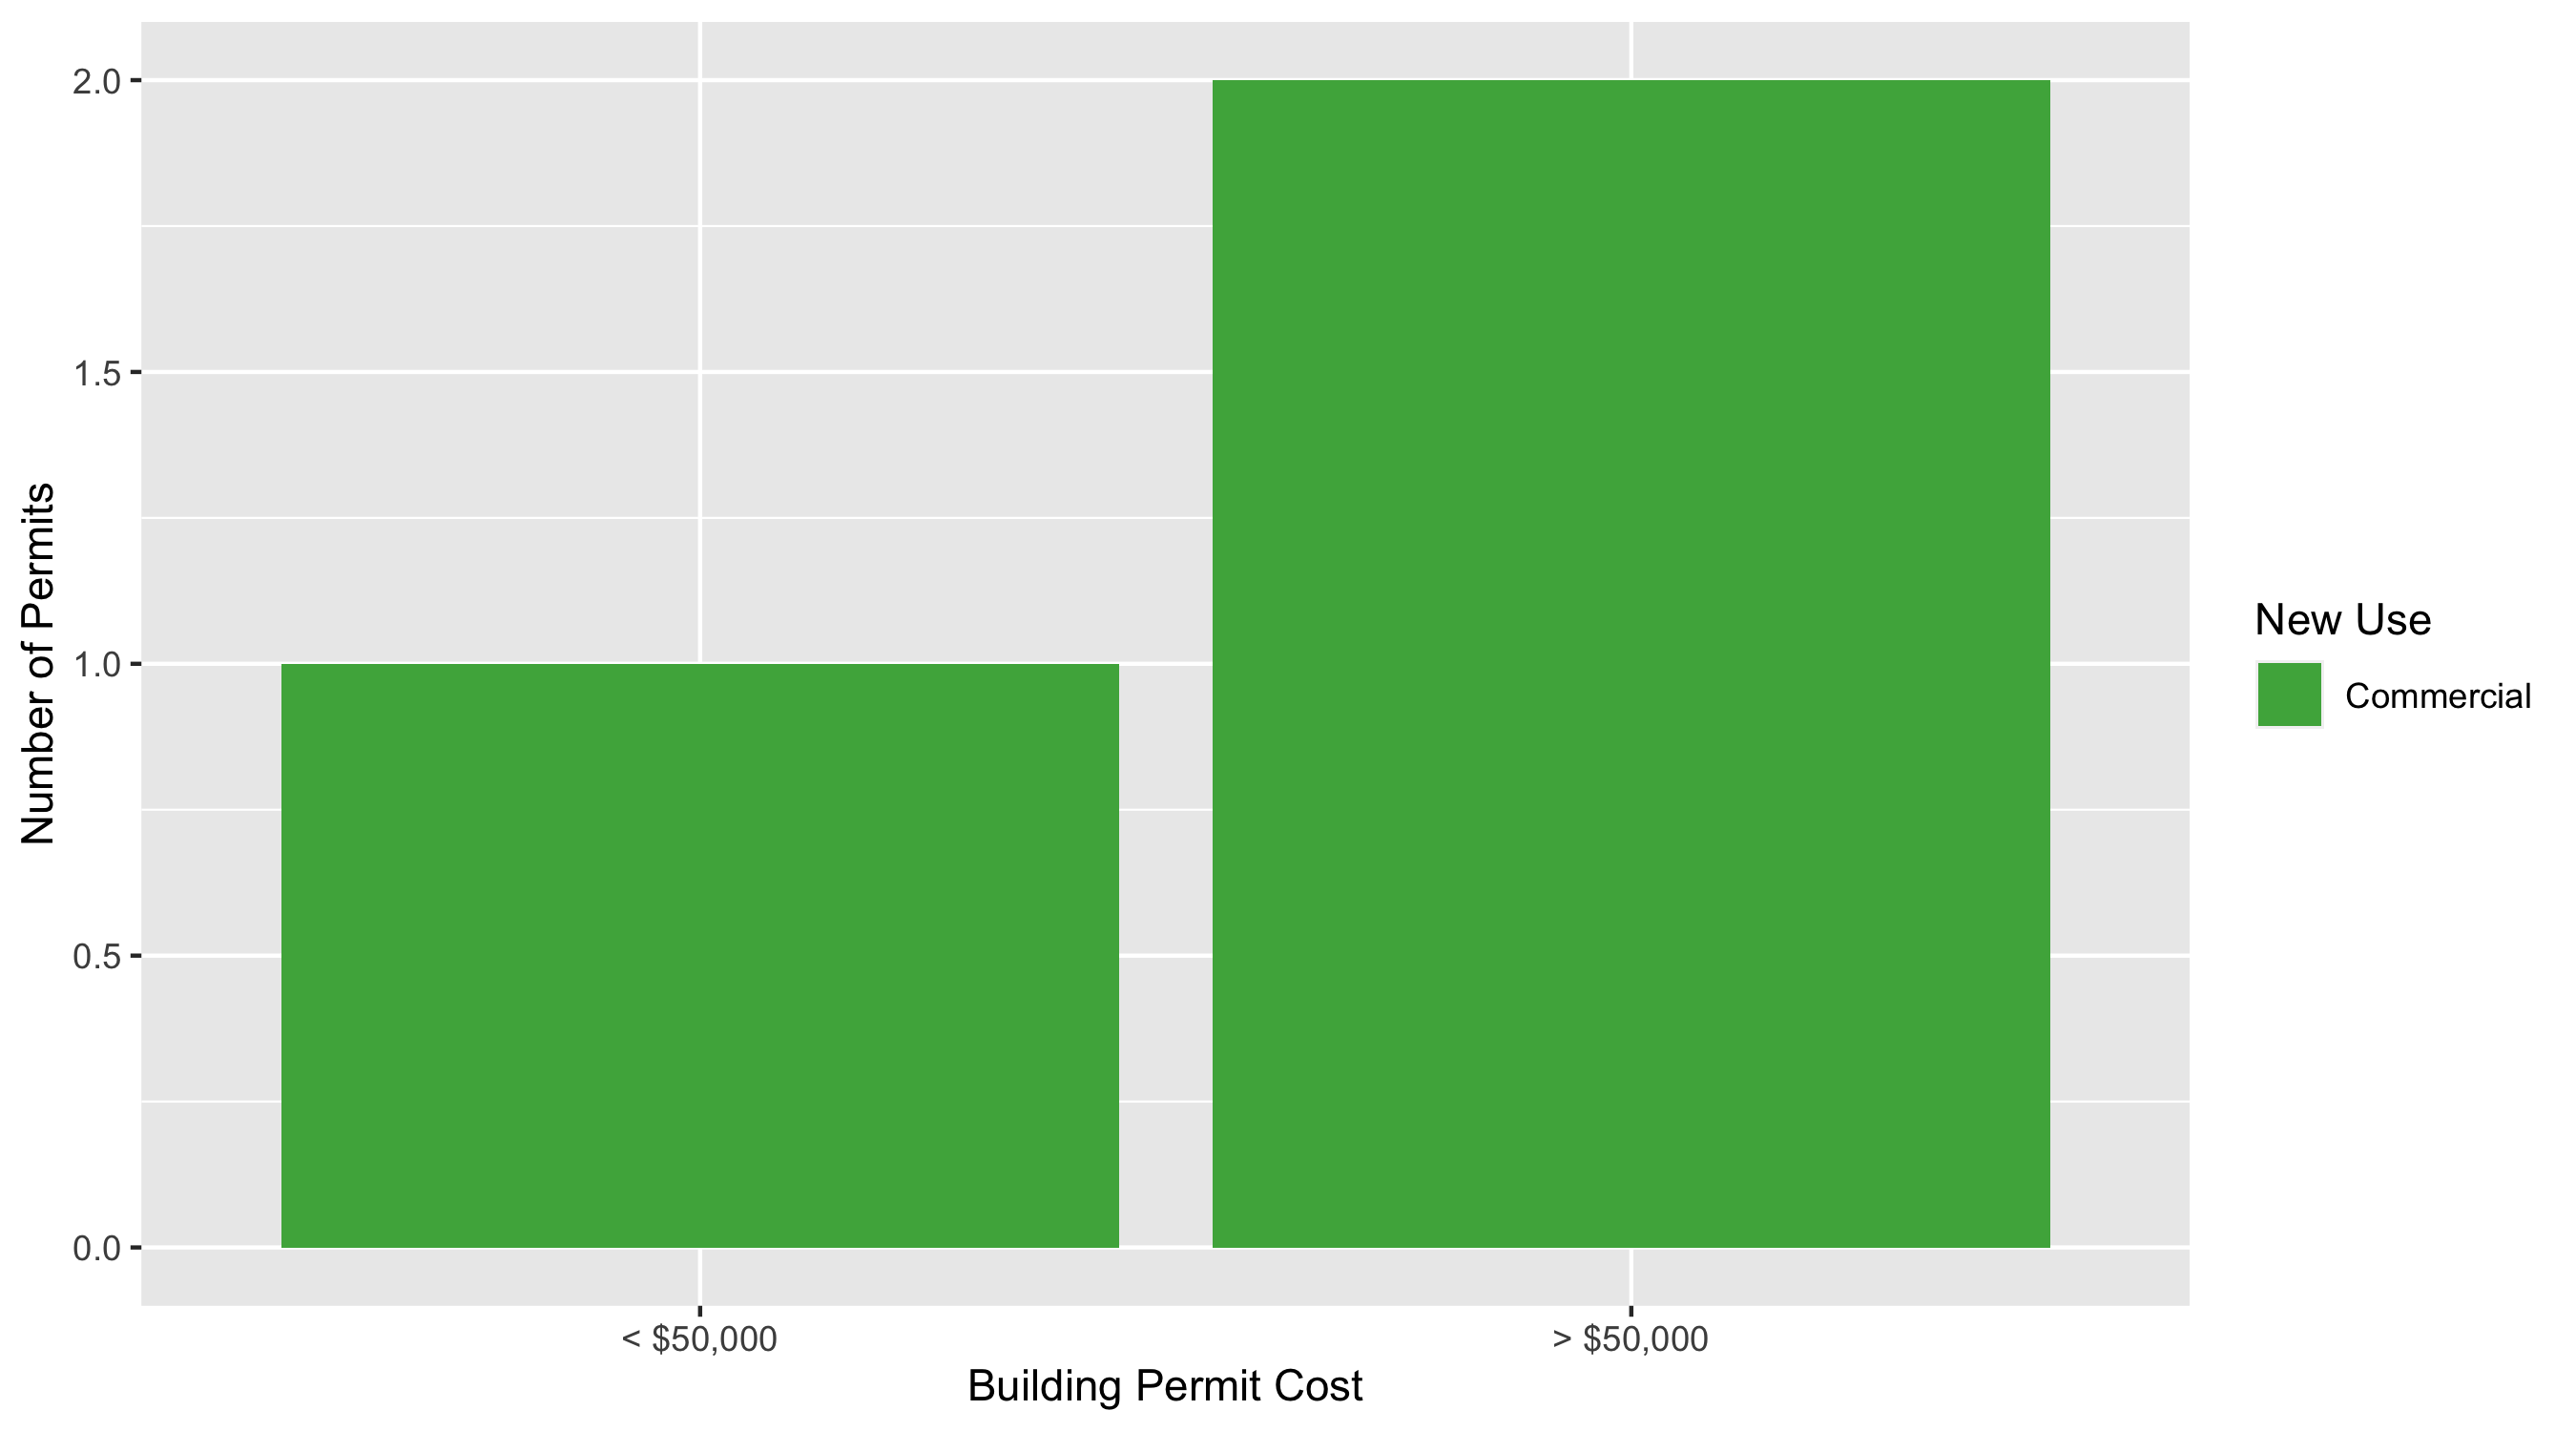 Number of Permits
2.0
1.5
1.0
0.5
0.0
< $50,000
> $50,000
Building Permit Cost
New Use
Commercial